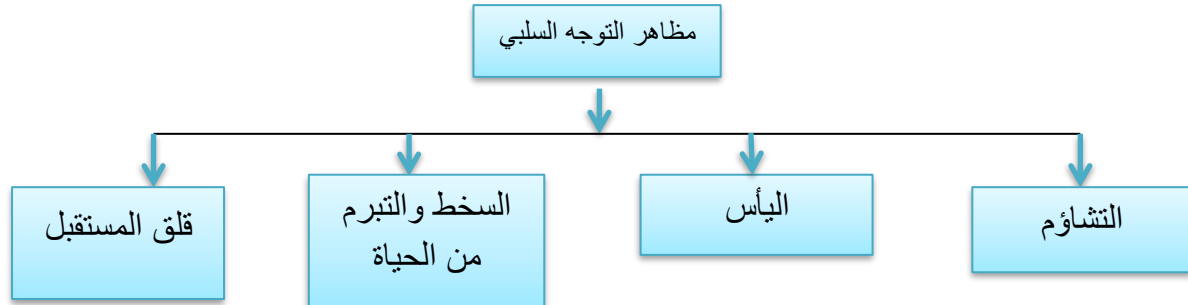 مظاهر التوجه السلبي
التشاؤم
اليأس
السخط والتبرم
من الحياة
قلق المستقبل